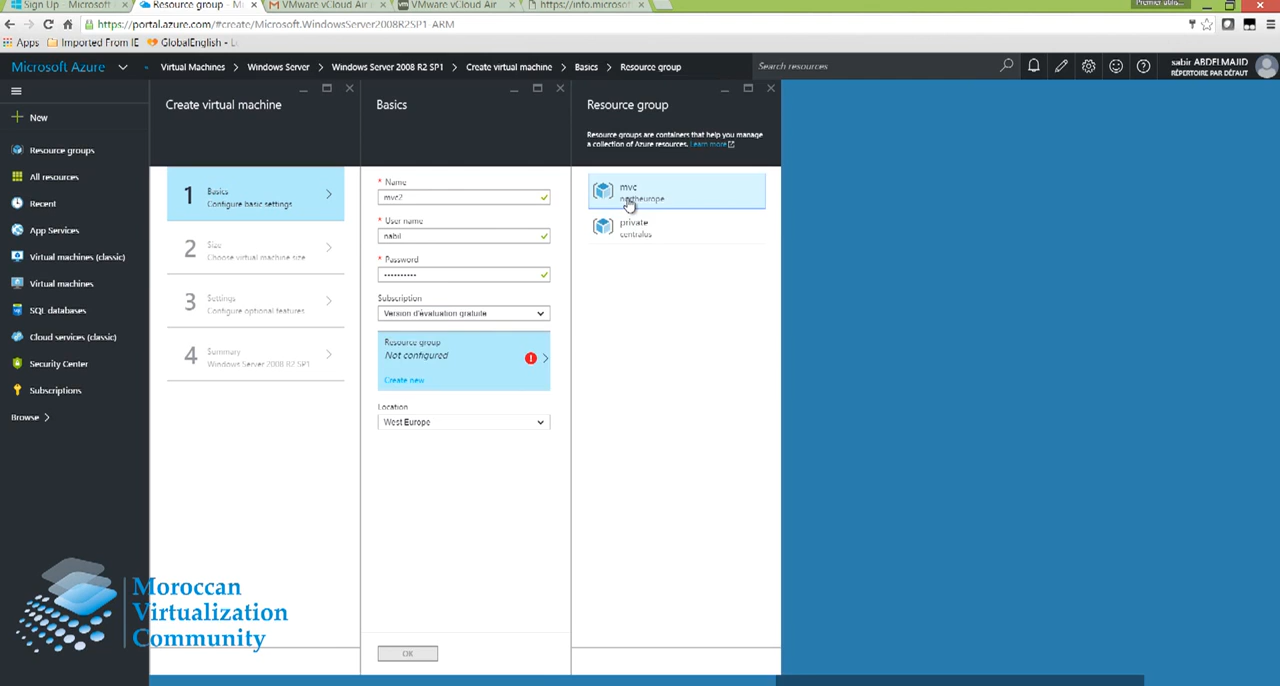 Sign Up - Microsoft
Resource group - Mi
VMware vCloud Air
VMware vCloud Air
https://info.microsof
Premier utilis...
https://portal.azure.com/#create/Microsoft.WindowsServer2008R2SP1-ARM
Apps
Imported From IE
GlobalEnglish - L
Microsoft Azure
Virtual Machines
Windows Server
Windows Server 2008 R2 SP1
Create virtual machine
Basics
Resource group
Search resources
sabir ABDELMAJID
RÉPERTOIRE PAR DÉFAUT
New
Resource groups
All resources
Recent
App Services
Virtual machines (classic)
Virtual machines
SQL databases
Cloud services (classic)
Security Center
Subscriptions
Browse
Create virtual machine
1
Basics
Configure basic settings
2
Size
Choose virtual machine size
3
Settings
Configure optional features
4
Summary
Windows Server 2008 R2 SP1
Basics
* Name
mvc2
* User name
nabil
* Password
Subscription
Version d'évaluation gratuite
Resource group
Not configured
Create new
Location
West Europe
OK
Resource group
Resource groups are containers that help you manage
a collection of Azure resources. Learn more
mvc
northeurope
private
centralus
Moroccan
Virtualization
Community